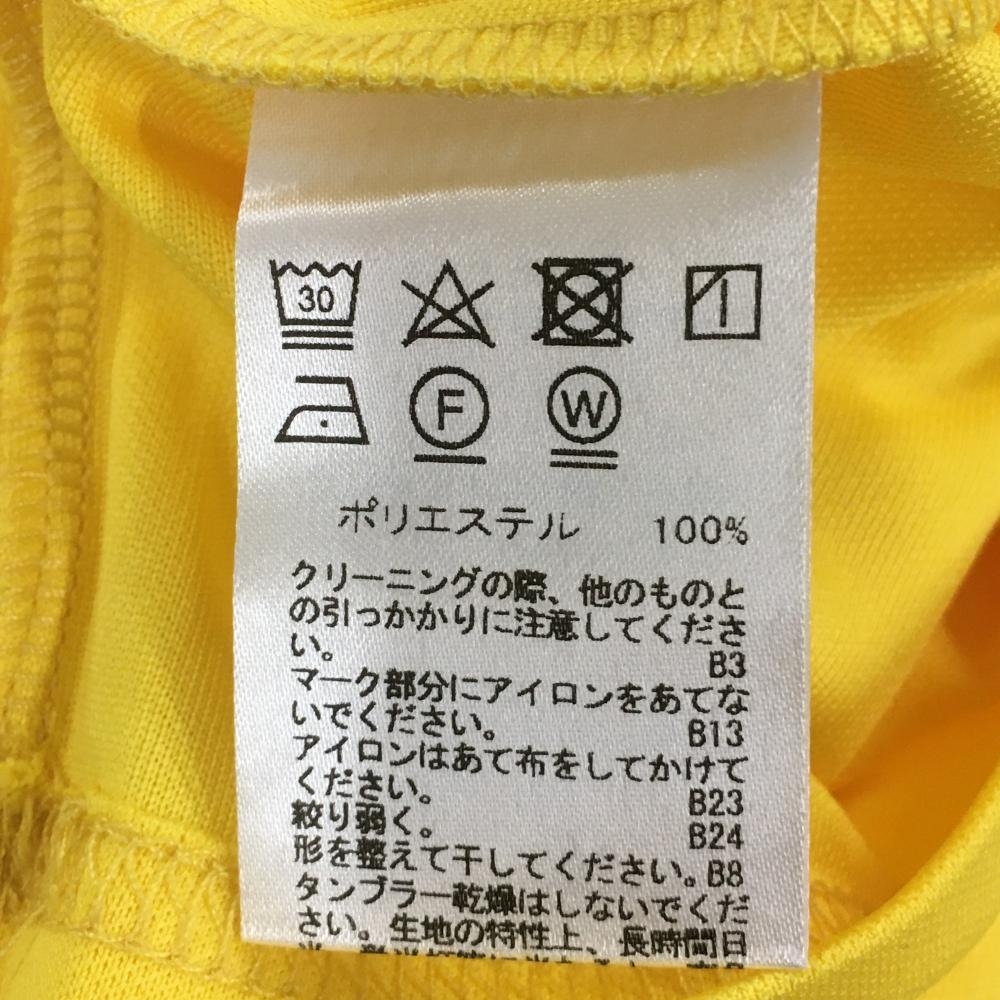 30
F W
ポリエステル 100%
クリーニングの際、他のものと
の引っかかりに注意してくださ
い。 B3
マーク部分にアイロンをあてな
いでください。 B13
アイロンはあて布をしてかけて
ください。 B23
絞り弱く。 B24
形を整えて干してください。B8
タンブラー乾燥はしないでくだ
さい。生地の特性上、長時間日